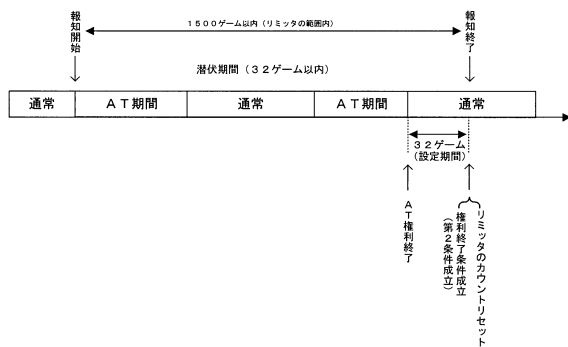 報知開始
1500ゲーム以内(リミッタの範囲内)
報知終了
潜伏期間(32ゲーム以内)
通常
AT期間
通常
AT期間
通常
32ゲーム
(設定期間)
AT権利終了
リミッタのカウントリセット
権利終了条件成立
(第2条件成立)